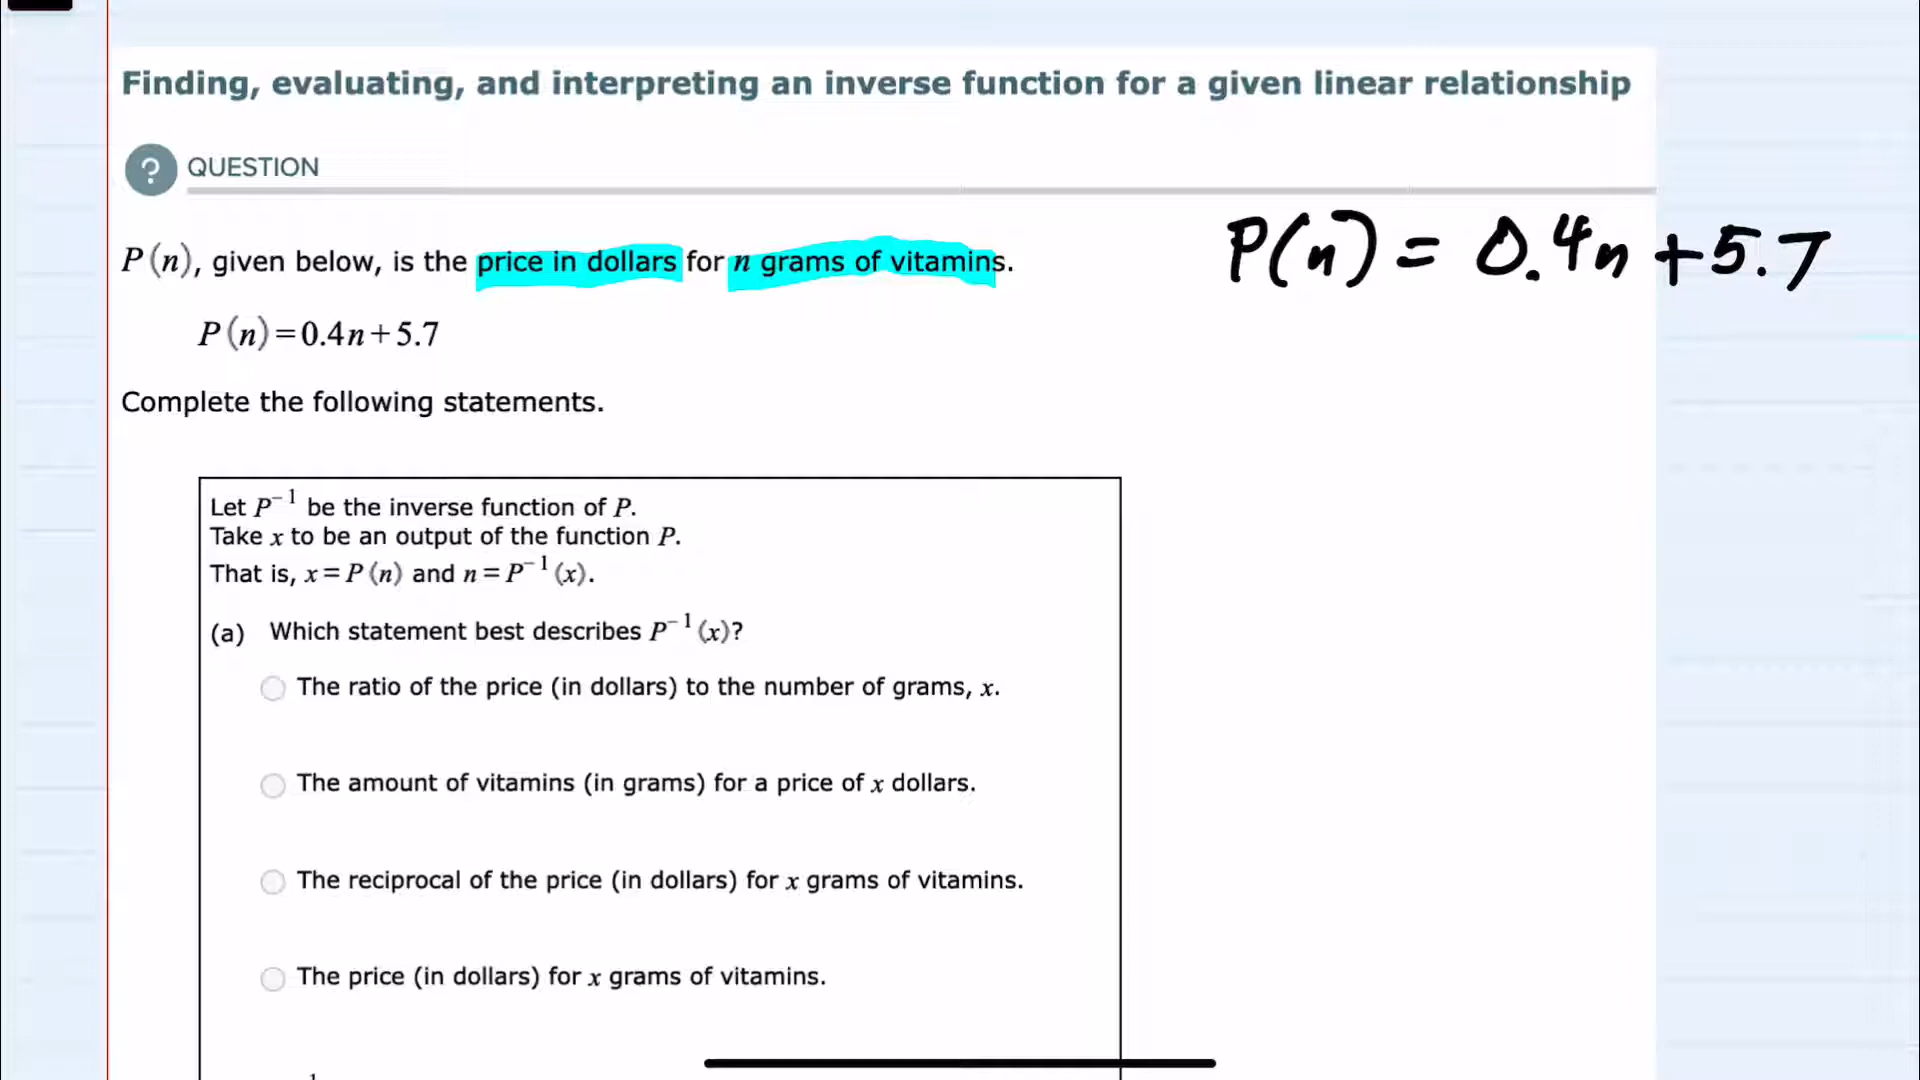 Finding, evaluating, and interpreting an inverse function for a given linear relationship
? QUESTION
P(n), given below, is the price in dollars for n grams of vitamins.
P(n) = 0.4n + 5.7
P(n)=0.4n+5.7
Complete the following statements.
Let P⁻¹ be the inverse function of P.
Take x to be an output of the function P.
That is, x=P(n) and n=P⁻¹(x).
(a) Which statement best describes P⁻¹(x)?
The ratio of the price (in dollars) to the number of grams, x.
The amount of vitamins (in grams) for a price of x dollars.
The reciprocal of the price (in dollars) for x grams of vitamins.
The price (in dollars) for x grams of vitamins.